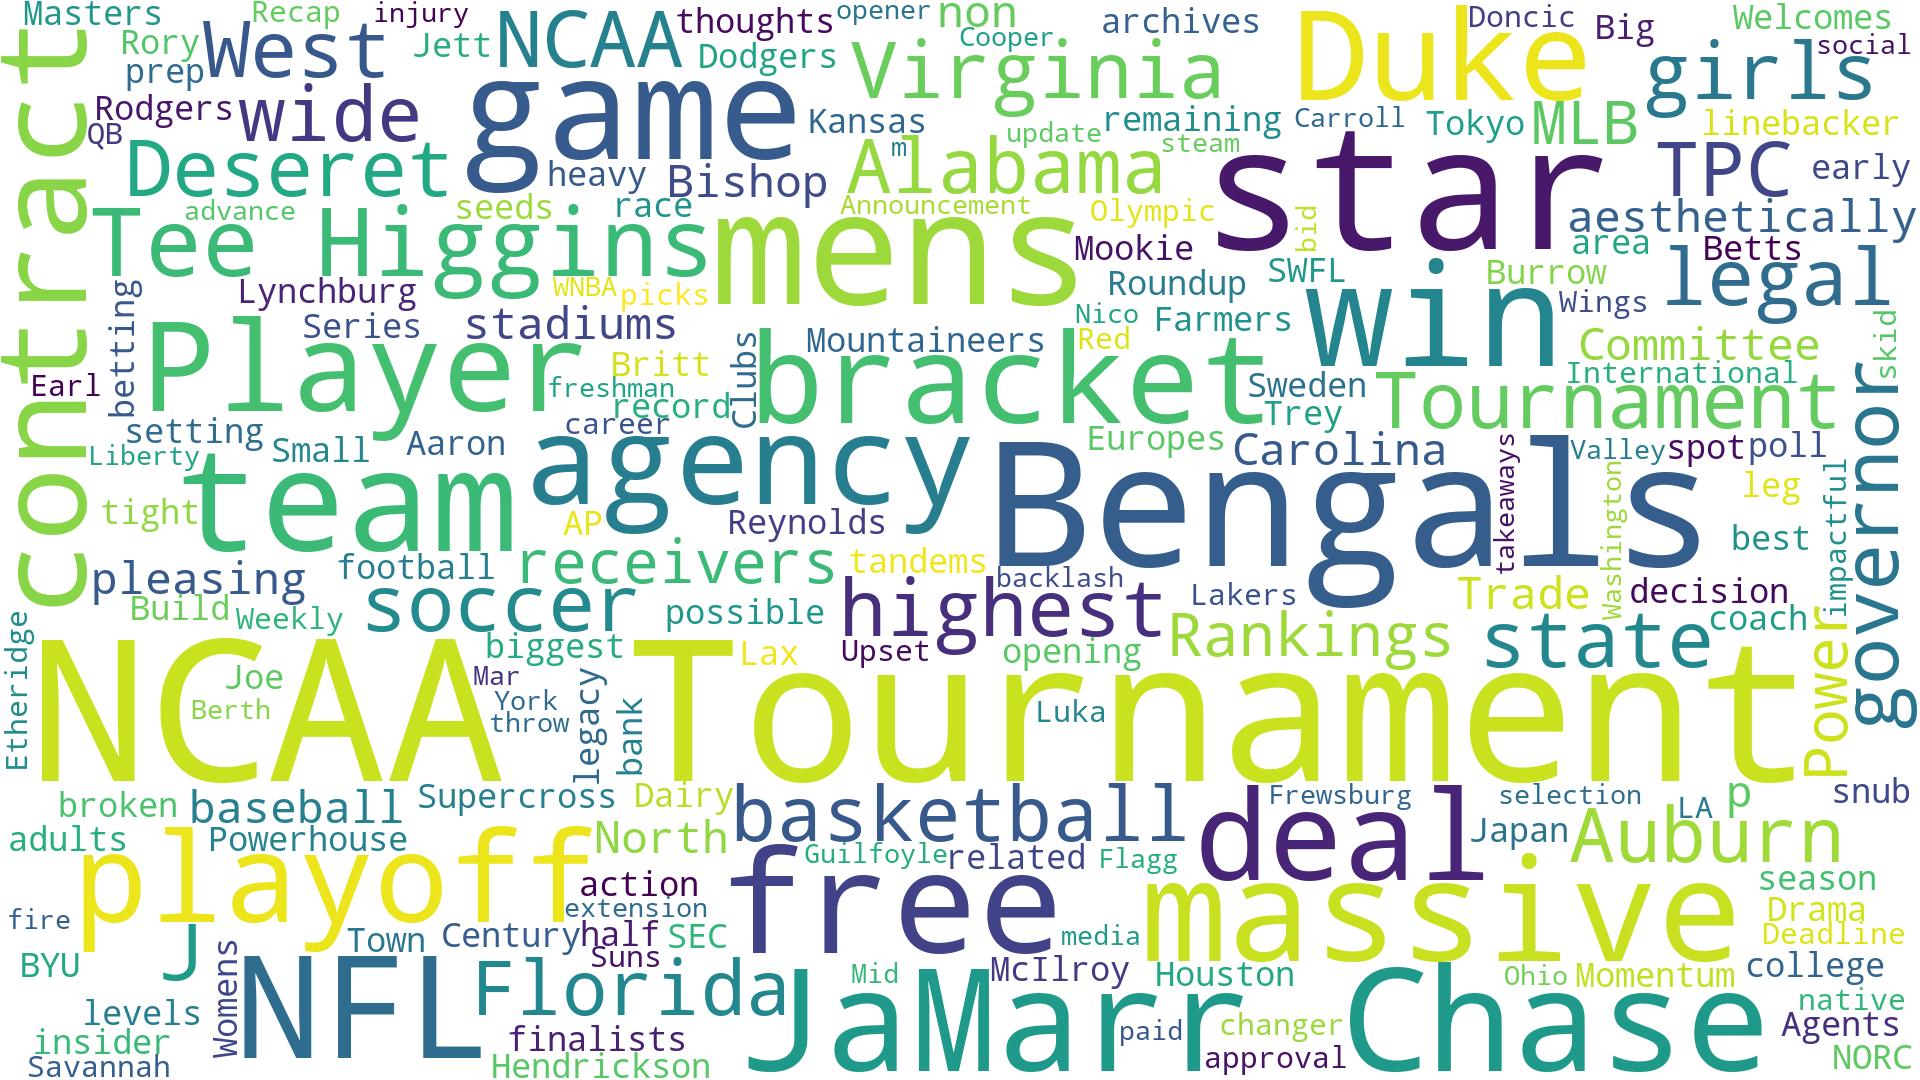 Masters
Recap
injury
NCAA
thoughts
opener
non
archives
Duke
Doncic
Big
Welcomes
Rory
West
Jett
Dodgers
Cooper
Virginia
girls
social
prep
contract
Rodgers
wide
game
Kansas
update
remaining
Carroll
Tokyo
MLB
linebacker
QB
Deseret
heavy
Bishop
m
Alabama
steam
star
TPC
early
advance
seeds
race
Announcement
Olympic
bid
aesthetically
Tee Higgins
mens
Mookie
area
Betts
Lynchburg
WNBA
picks
Roundup
SWFL
Burrow
legal
betting
Series
stadiums
Nico
Farmers
win
Wings
Player
Britt
Clubs
Mountaineers
Red
Committee
skid
Earl
freshman
record
bracket
Sweden
International
Tournament
setting
career
Trey
governor
Liberty
Small
Aaron
agency
Europes
Carolina
takeaways
Valley
spot
poll
team
Bengals
Washington
leg
impactful
tight
AP
Reynolds
best
pleasing
football
receivers
tandems
backlash
Lakers
Trade
decision
Build
Weekly
soccer
possible
highest
Rankings
state
coach
Etheridge
biggest
Lax
Upset
opening
Power
NCAA Tournament
Joe
Mar
Berth
York
throw
legacy
bank
Luka
broken
baseball
Supercross
Dairy
basketball
Frewsburg
selection
LA
p
snub
adults
Powerhouse
North
Guilfoyle
related
Flagg
deal
Japan
Auburn
playoff
action
free
massive
season
fire
extension
Drama
J
Town
Century
half
SEC
media
Deadline
BYU
Womens
Suns
NFL
Florida
Mid
McIlroy
Houston
Ohio
Momentum
college
levels
JaMarr Chase
native
insider
finalists
paid
changer
Agents
Savannah
Hendrickson
approval
NORC